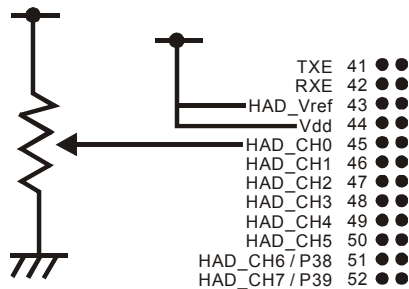 TXE 41
RXE 42
HAD_Vref 43
Vdd 44
HAD_CH0 45
HAD_CH1 46
HAD_CH2 47
HAD_CH3 48
HAD_CH4 49
HAD_CH5 50
HAD_CH6 / P38 51
HAD_CH7 / P39 52